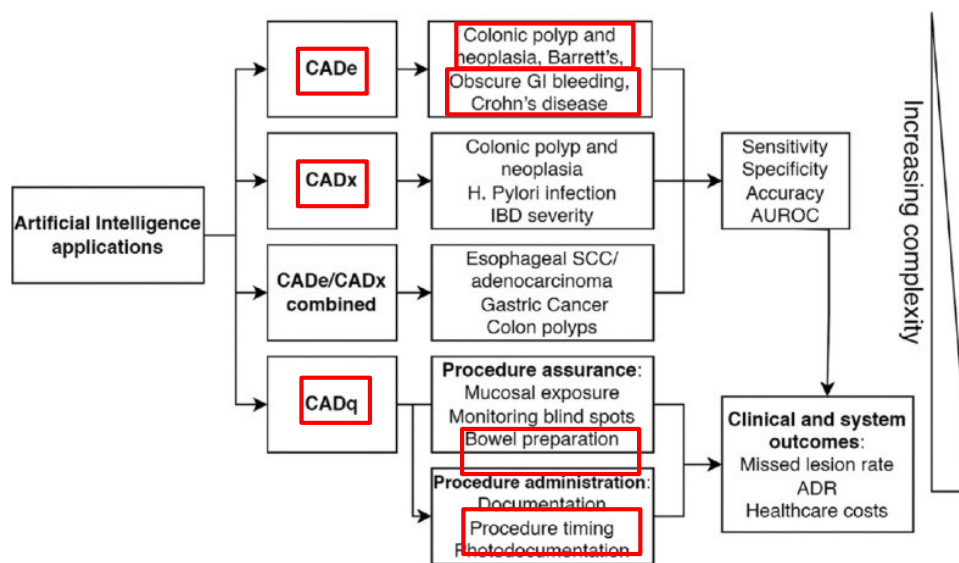 Artificial Intelligence
applications
CADe
Colonic polyp and
neoplasia, Barrett's,
Obscure GI bleeding,
Crohn's disease
CADx
Colonic polyp and
neoplasia
H. Pylori infection
IBD severity
CADe/CADx
combined
Esophageal SCC/
adenocarcinoma
Gastric Cancer
Colon polyps
CADq
Procedure assurance:
Mucosal exposure
Monitoring blind spots
Bowel preparation
Procedure administration:
Documentation
Procedure timing
Photodocumentation
Sensitivity
Specificity
Accuracy
AUROC
Clinical and system
outcomes:
Missed lesion rate
ADR
Healthcare costs
Increasing complexity